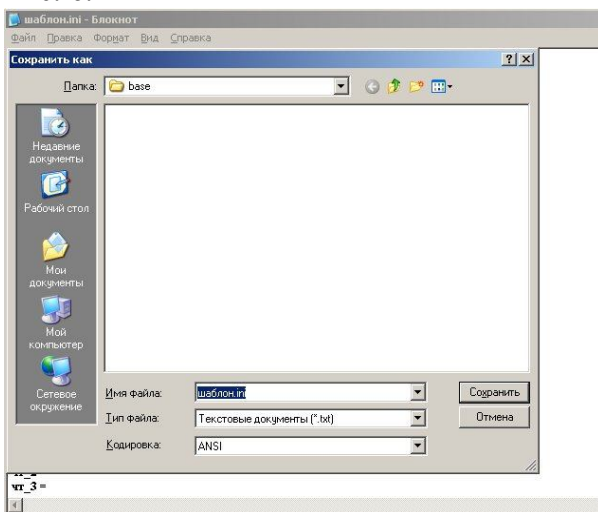 шаблон.ini - Блокнот
Файл Правка Формат Вид Справка
Сохранить как
Папка: base
Недавние
документы
Рабочий стол
Мои
документы
Мой
компьютер
Сетевое
окружение
Имя файла: шаблон.ini Сохранить
Тип файла: Текстовые документы (*.txt) Отмена
Кодировка: ANSI
чт_3 =